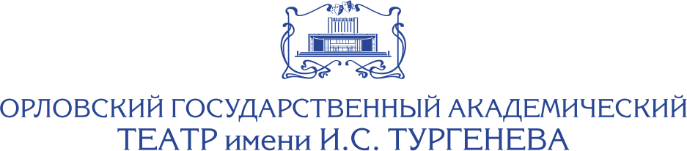 ОРЛОВСКИЙ ГОСУДАРСТВЕННЫЙ АКАДЕМИЧЕСКИЙ
ТЕАТР имени И.С. ТУРГЕНЕВА